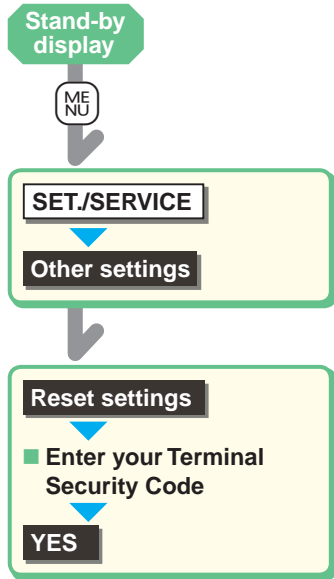 Stand-by
display
ME
NU
SET./SERVICE
Other settings
Reset settings
Enter your Terminal
Security Code
YES